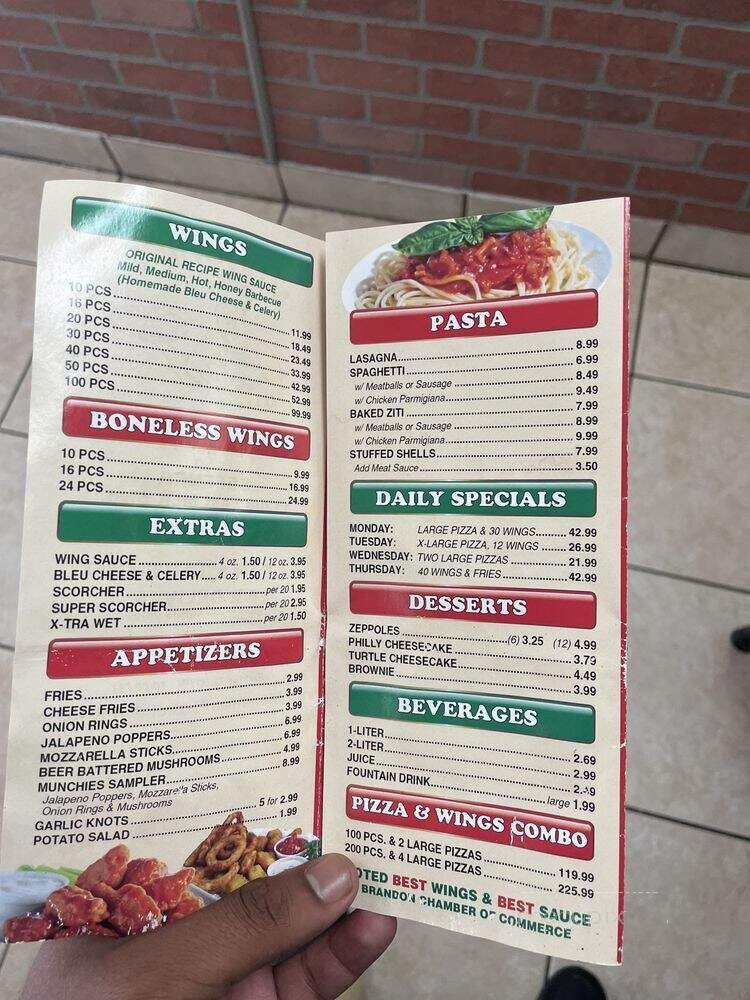 WINGS
ORIGINAL RECIPE WING SAUCE
Mild, Medium, Hot, Honey Barbecue
(Homemade Bleu Cheese & Celery)
10 PCS 11.99
16 PCS 18.49
20 PCS 23.49
30 PCS 33.99
40 PCS 42.99
50 PCS 52.99
100 PCS 99.99
BONELESS WINGS
10 PCS 9.99
16 PCS 16.99
24 PCS 24.99
EXTRAS
WING SAUCE 4 oz. 1.50 / 12 oz. 3.95
BLEU CHEESE & CELERY 4 oz. 1.50 / 12 oz. 3.95
SCORCHER per 20 1.95
SUPER SCORCHER per 20 2.95
X-TRA WET per 20 1.50
APPETIZERS
FRIES 2.99
CHEESE FRIES 3.99
ONION RINGS 3.99
JALAPENO POPPERS 6.99
MOZZARELLA STICKS 6.99
BEER BATTERED MUSHROOMS 4.99
MUNCHIES SAMPLER 8.99
Jalapeno Poppers, Mozzarella Sticks,
Onion Rings & Mushrooms
GARLIC KNOTS 5 for 2.99
POTATO SALAD 1.99
PASTA
LASAGNA 8.99
SPAGHETTI 6.99
w/ Meatballs or Sausage 8.49
w/ Chicken Parmigiana 9.49
BAKED ZITI 7.99
w/ Meatballs or Sausage 8.99
w/ Chicken Parmigiana 9.99
STUFFED SHELLS 7.99
Add Meat Sauce 3.50
DAILY SPECIALS
MONDAY: LARGE PIZZA & 30 WINGS 42.99
TUESDAY: X-LARGE PIZZA, 12 WINGS 26.99
WEDNESDAY: TWO LARGE PIZZAS 21.99
THURSDAY: 40 WINGS & FRIES 42.99
DESSERTS
ZEPPOLES (6) 3.25 (12) 4.99
PHILLY CHEESECAKE 3.79
TURTLE CHEESECAKE 4.49
BROWNIE 3.99
BEVERAGES
1-LITER 2.69
2-LITER 2.99
JUICE
FOUNTAIN DRINK large 1.99
PIZZA & WINGS COMBO
100 PCS. & 2 LARGE PIZZAS 119.99
200 PCS. & 4 LARGE PIZZAS 225.99
BEST WINGS & BEST SAUCE
BRANDON CHAMBER OF COMMERCE